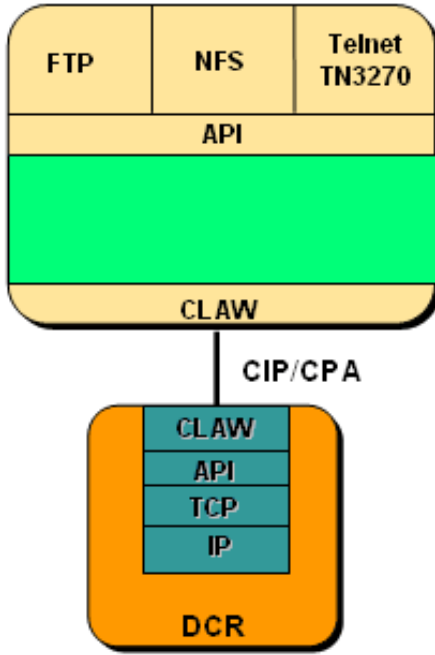 FTP
NFS
Telnet
TN3270
API
CLAW
CIP/CPA
CLAW
API
TCP
IP
DCR